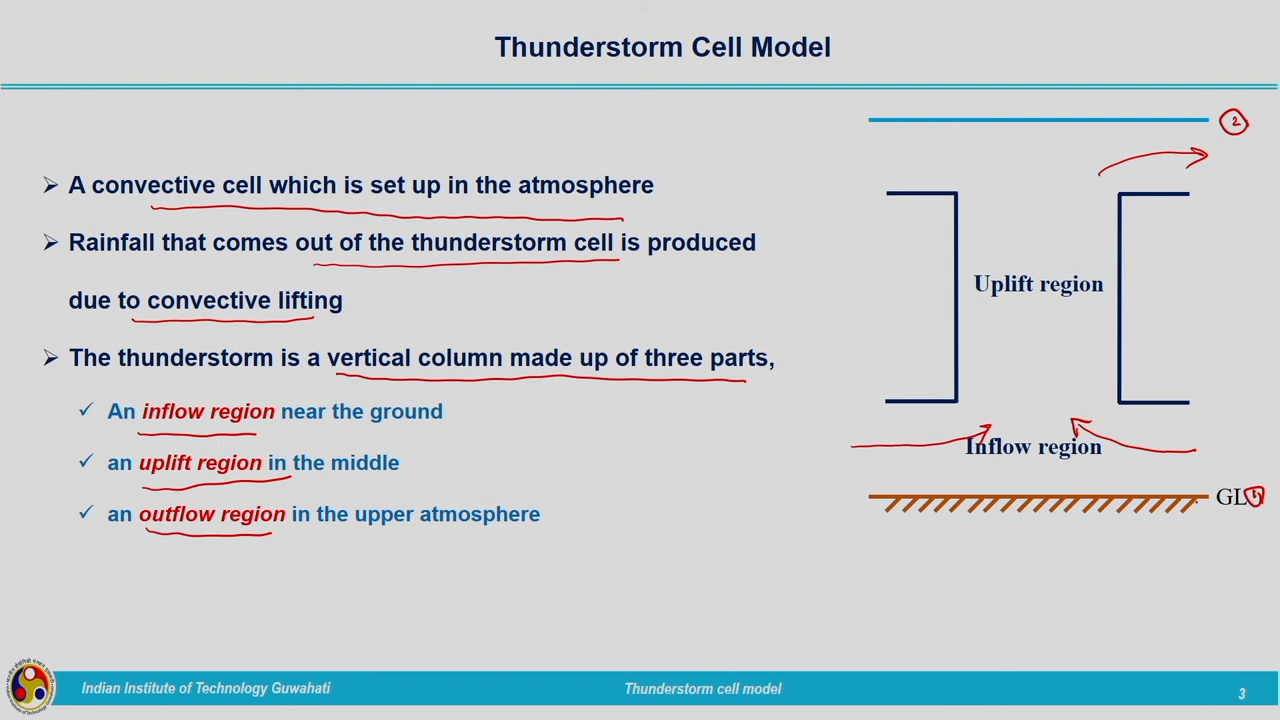 Thunderstorm Cell Model
2
➢ A convective cell which is set up in the atmosphere
➢ Rainfall that comes out of the thunderstorm cell is produced
due to convective lifting
➢ The thunderstorm is a vertical column made up of three parts,
✓ An inflow region near the ground
✓ an uplift region in the middle
✓ an outflow region in the upper atmosphere
Uplift region
Inflow region
GL 1
Indian Institute of Technology Guwahati
Thunderstorm cell model
3